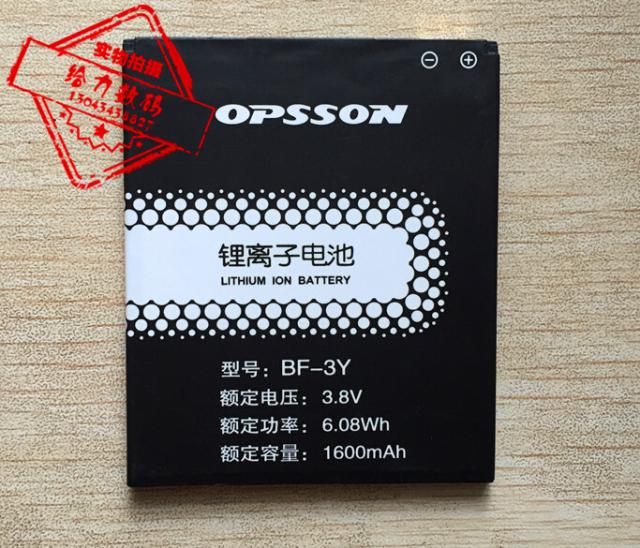 实物拍摄
给力数码
13043438827
⊖ ⊕
OPSSON
锂离子电池
LITHIUM ION BATTERY
型号：BF-3Y
额定电压：3.8V
额定功率：6.08Wh
额定容量：1600mAh